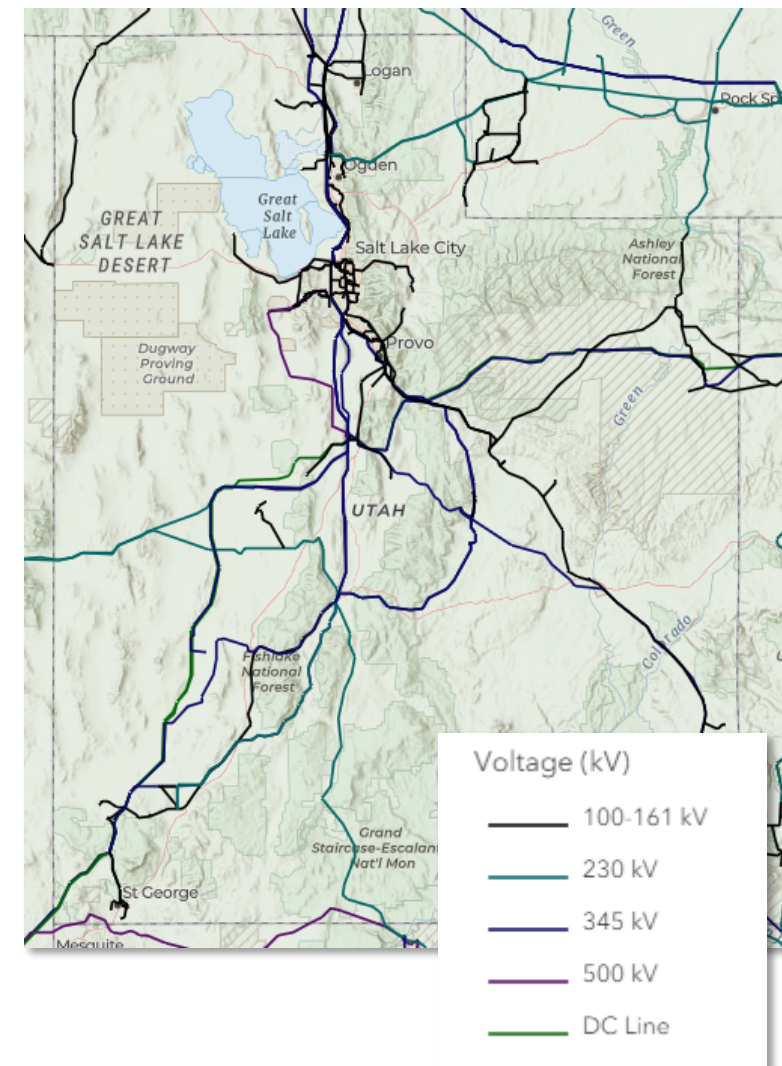 Green
Logan
Rock Sp
Ogden
Great
Salt
Lake
GREAT
SALT LAKE
DESERT
Salt Lake City
Ashley
National
Forest
Provo
Dugway
Proving
Ground
Green
UTAH
Colorado
Fishlake
National
Forest
Grand
Staircase-Escalant
Nat'l Mon
St George
Mesquite
Voltage (kV)
100-161 kV
230 kV
345 kV
500 kV
DC Line